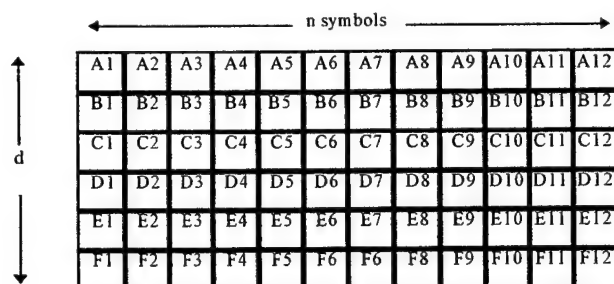 n symbols
A1 A2 A3 A4 A5 A6 A7 A8 A9 A10 A11 A12
B1 B2 B3 B4 B5 B6 B7 B8 B9 B10 B11 B12
C1 C2 C3 C4 C5 C6 C7 C8 C9 C10 C11 C12
d
D1 D2 D3 D4 D5 D6 D7 D8 D9 D10 D11 D12
E1 E2 E3 E4 E5 E6 E7 E8 E9 E10 E11 E12
F1 F2 F3 F4 F5 F6 F6 F8 F9 F10 F11 F12